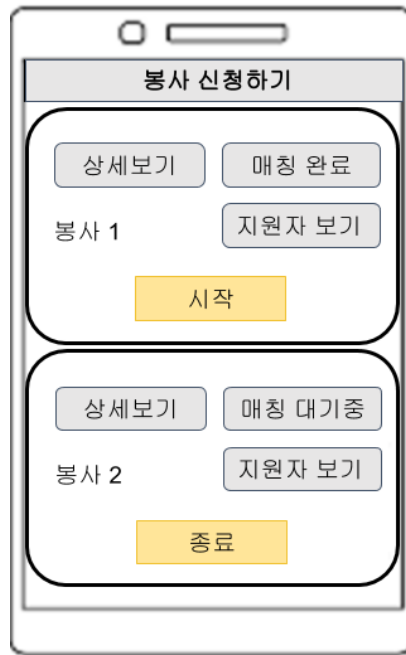 봉사 신청하기
상세보기 매칭 완료
봉사 1 지원자 보기
시작
상세보기 매칭 대기중
봉사 2 지원자 보기
종료